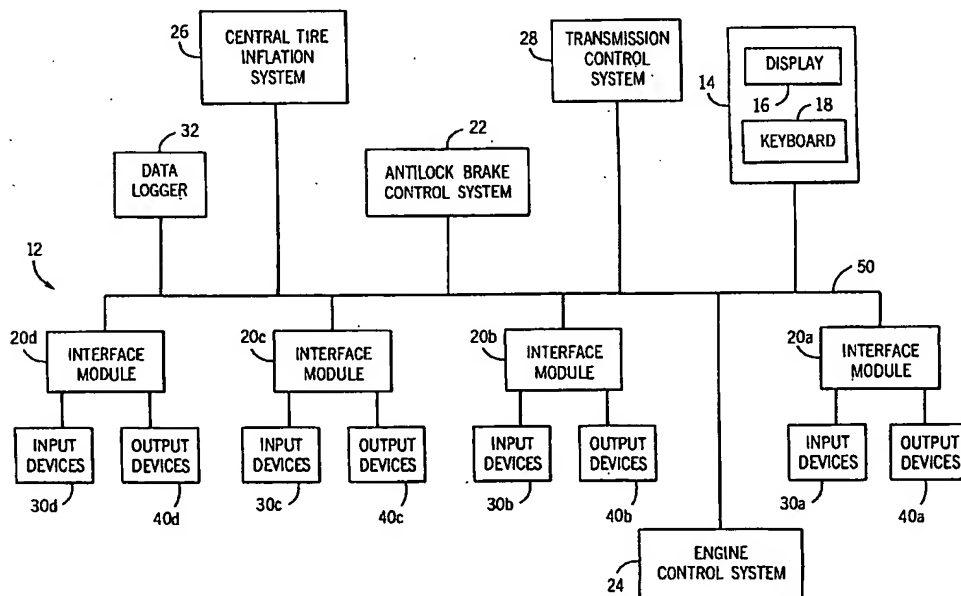 26
CENTRAL TIRE
INFLATION
SYSTEM
28
TRANSMISSION
CONTROL
SYSTEM
14
DISPLAY
16
18
KEYBOARD
32
DATA
LOGGER
22
ANTILOCK BRAKE
CONTROL SYSTEM
12
50
20d
INTERFACE
MODULE
20c
INTERFACE
MODULE
20b
INTERFACE
MODULE
20a
INTERFACE
MODULE
INPUT
DEVICES
OUTPUT
DEVICES
INPUT
DEVICES
OUTPUT
DEVICES
INPUT
DEVICES
OUTPUT
DEVICES
INPUT
DEVICES
OUTPUT
DEVICES
30d
40d
30c
40c
30b
40b
30a
40a
ENGINE
CONTROL SYSTEM
24